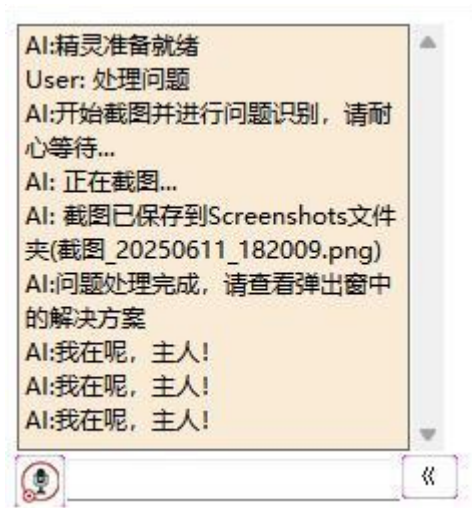 AI:精灵准备就绪
User: 处理问题
AI:开始截图并进行问题识别，请耐
心等待...
AI: 正在截图...
AI: 截图已保存到Screenshots文件
夹(截图_20250611_182009.png)
AI:问题处理完成，请查看弹出窗中
的解决方案
AI:我在呢，主人！
AI:我在呢，主人！
AI:我在呢，主人！
«